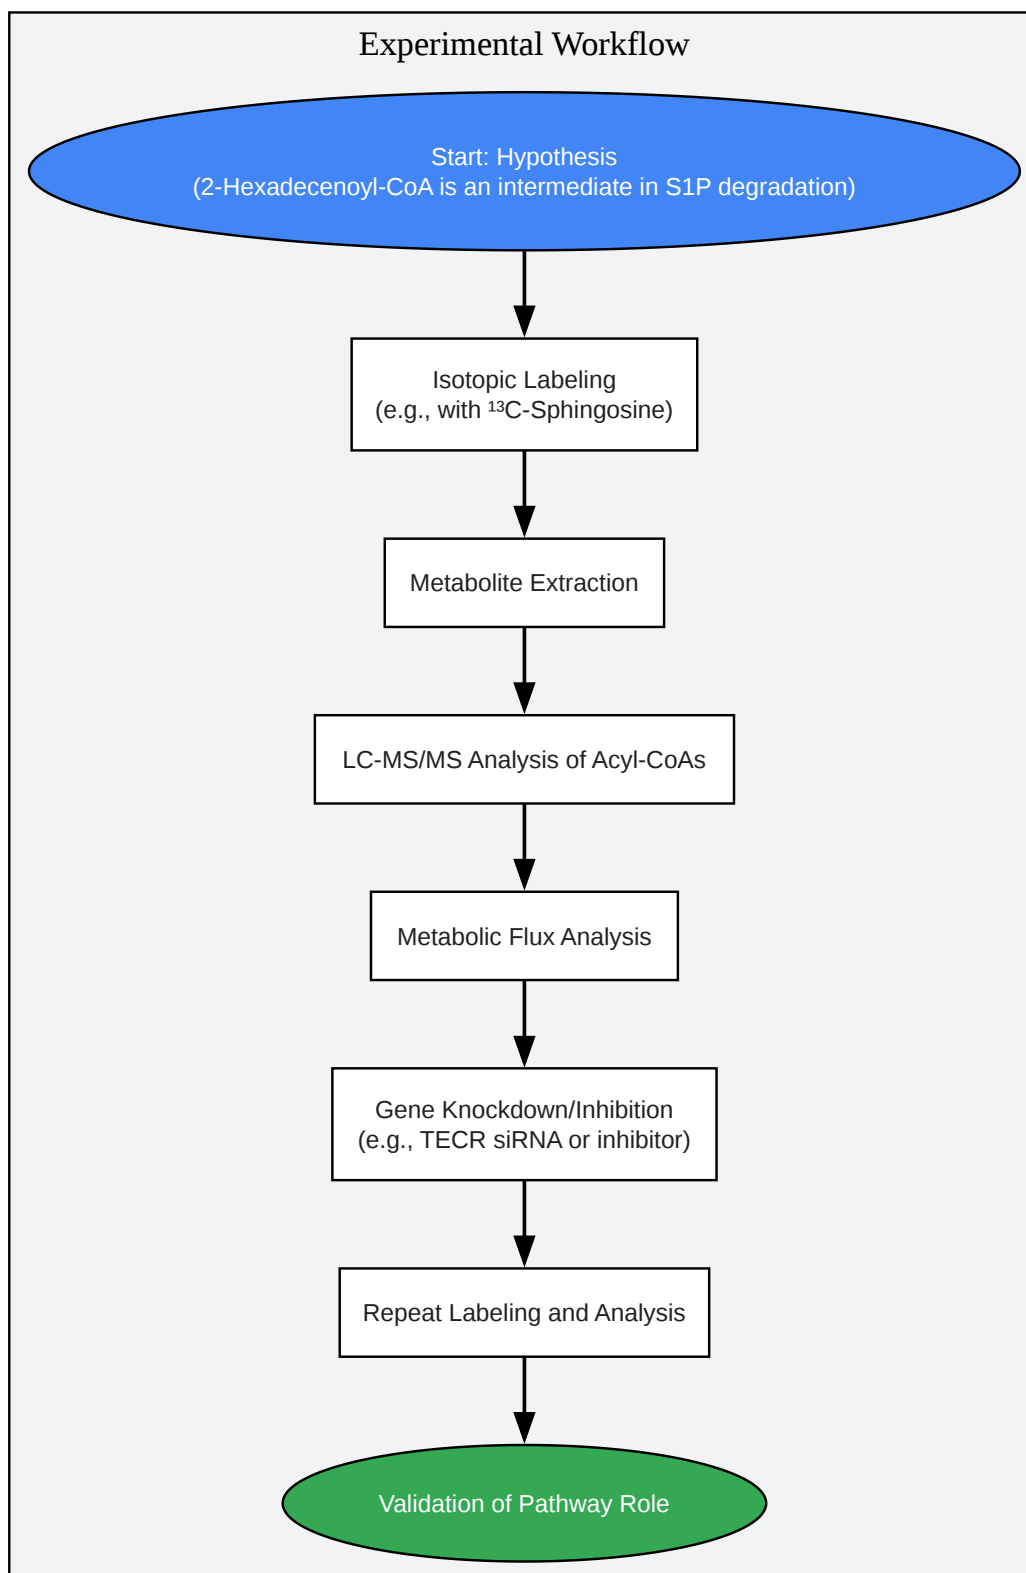 Experimental Workflow
Start: Hypothesis
(2-Hexadecenoyl-CoA is an intermediate in S1P degradation)
Isotopic Labeling
(e.g., with ¹³C-Sphingosine)
Metabolite Extraction
LC-MS/MS Analysis of Acyl-CoAs
Metabolic Flux Analysis
Gene Knockdown/Inhibition
(e.g., TECR siRNA or inhibitor)
Repeat Labeling and Analysis
Validation of Pathway Role